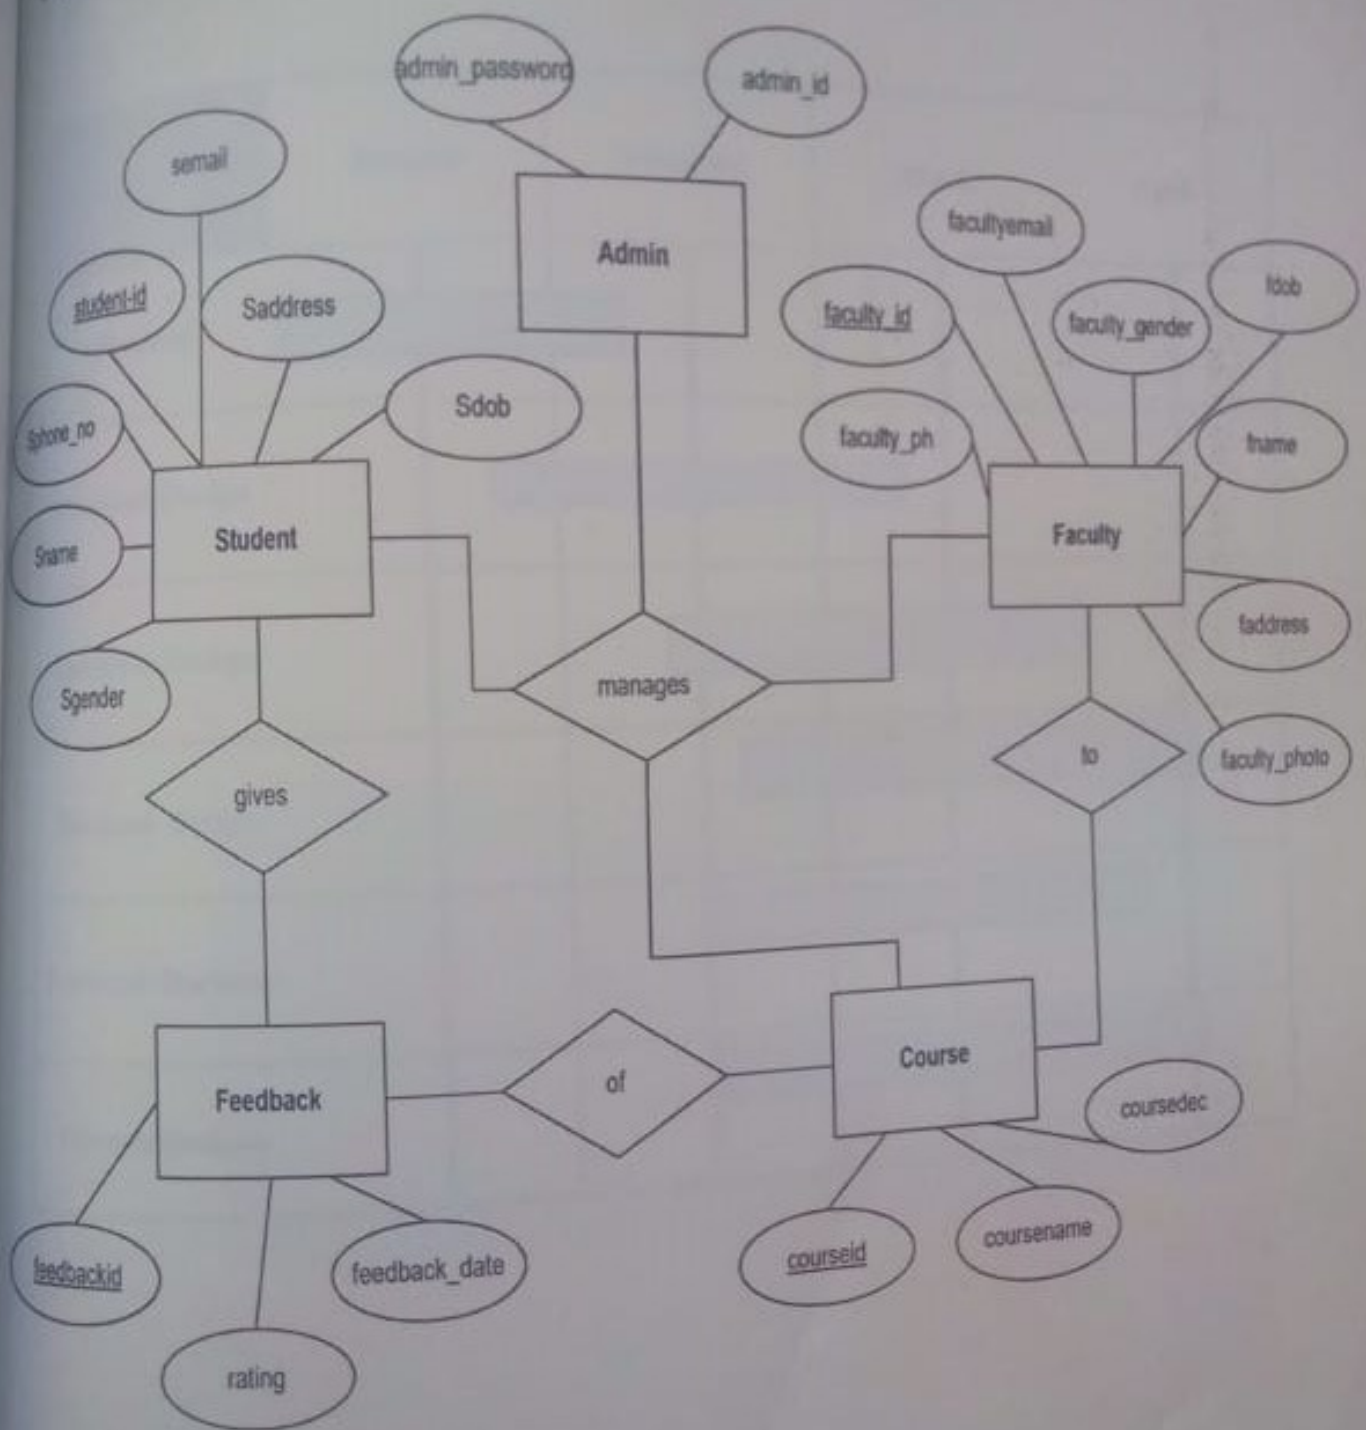 admin_password
admin_id
semail
facultyemail
student-id
Saddress
Admin
faculty_id
faculty_gender
fdob
Sdob
Sphone_no
faculty_ph
fname
Student
Faculty
Sname
faddress
Sgender
manages
to
faculty_photo
gives
Feedback
of
Course
coursedec
feedbackid
feedback_date
courseid
coursename
rating